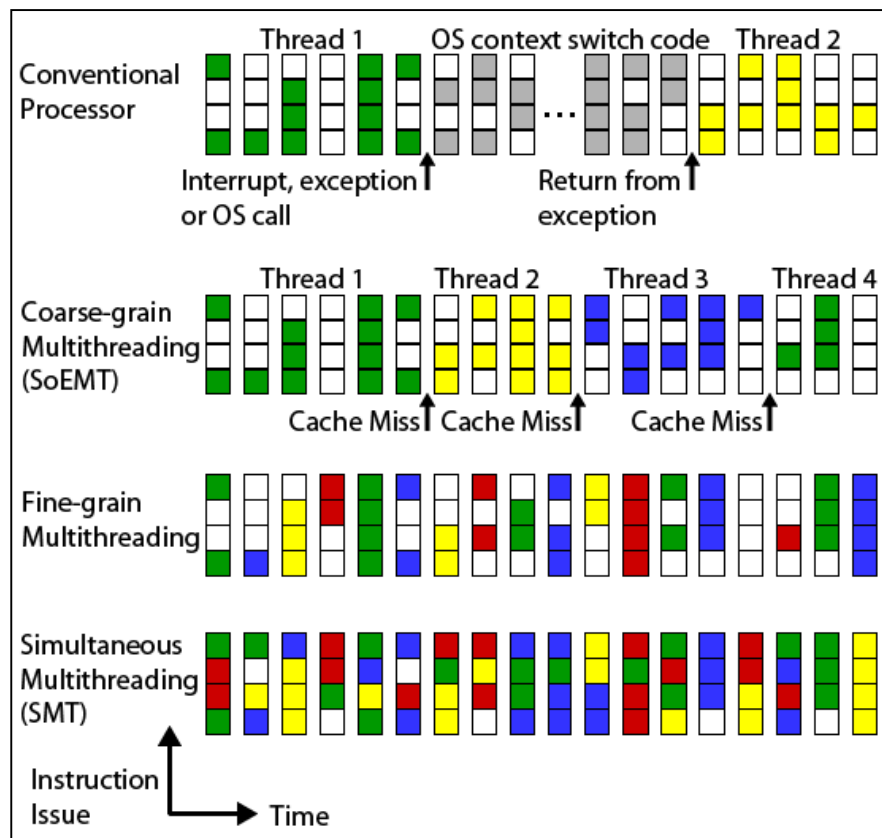 Thread 1 OS context switch code Thread 2
Conventional
Processor
...
Interrupt, exception
or OS call
Return from
exception
Thread 1 Thread 2 Thread 3 Thread 4
Coarse-grain
Multithreading
(SoEMT)
Cache Miss Cache Miss Cache Miss
Fine-grain
Multithreading
Simultaneous
Multithreading
(SMT)
Instruction
Issue
Time